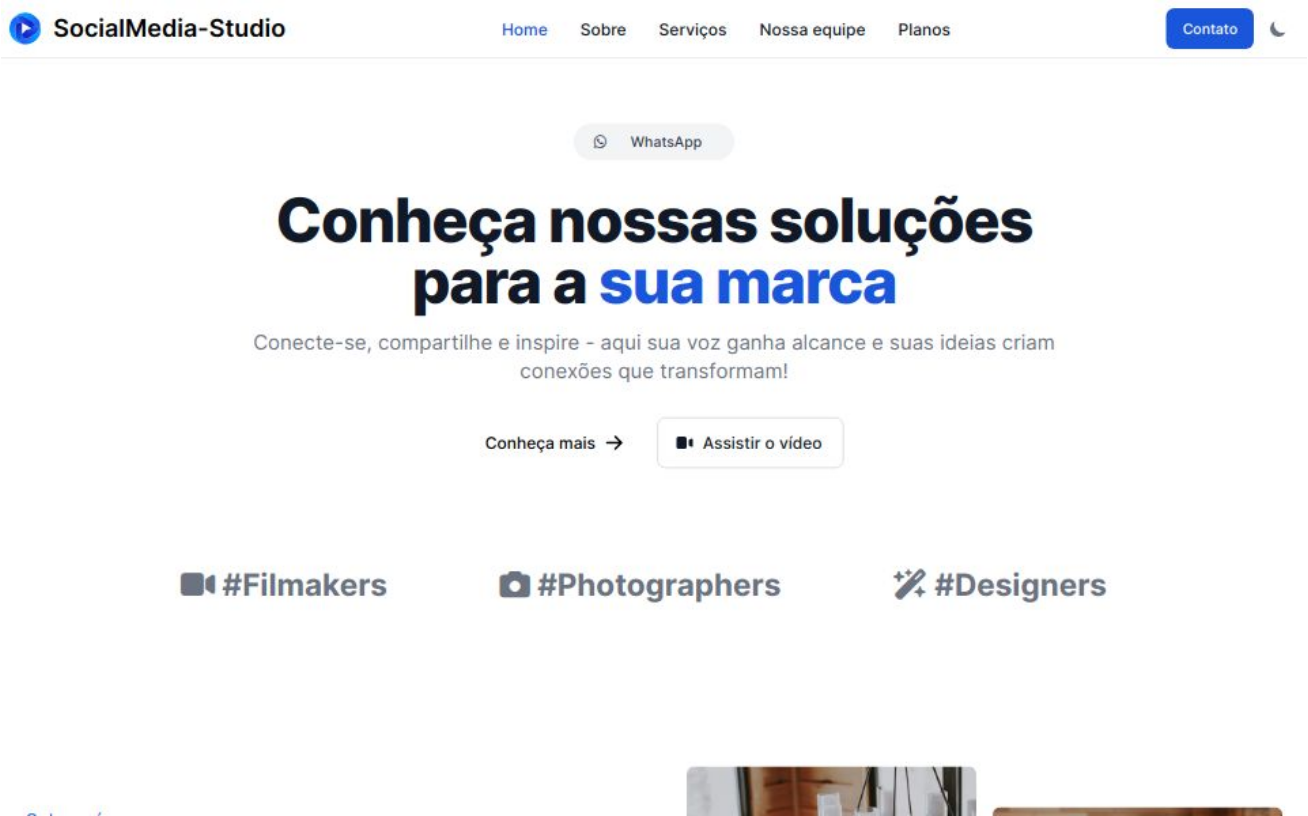 SocialMedia-Studio
Home Sobre Serviços Nossa equipe Planos
Contato
WhatsApp
Conheça nossas soluções
para a sua marca
Conecte-se, compartilhe e inspire - aqui sua voz ganha alcance e suas ideias criam
conexões que transformam!
Conheça mais → Assistir o vídeo
#Filmakers #Photographers #Designers